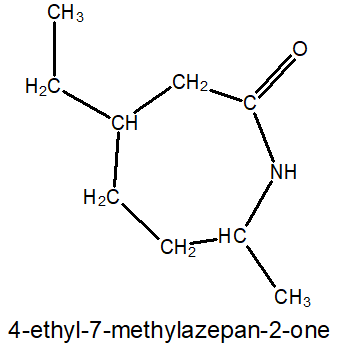 CH₃
O
H₂C
CH₂
C
CH
NH
H₂C
CH₂
HC
CH₃
4-ethyl-7-methylazepan-2-one